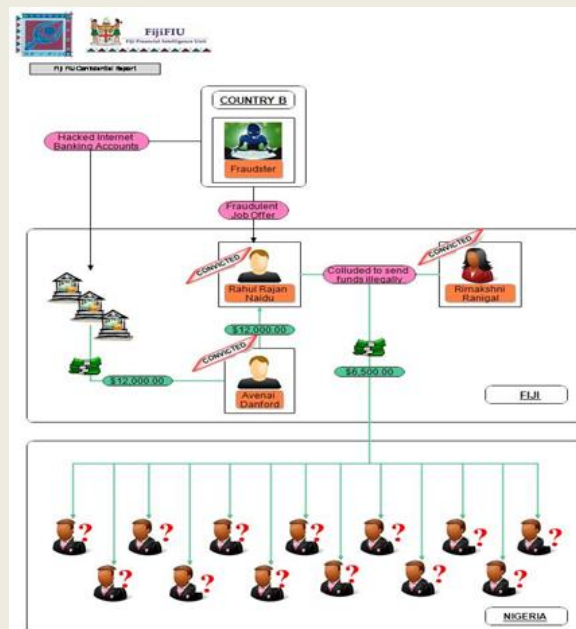 FijiFIU
Fiji Financial Intelligence Unit
Fiji FIU Confidential Report
COUNTRY B
Fraudster
Hacked Internet
Banking Accounts
Fraudulent
Job Offer
CONVICTED
Rahul Rajan
Naidu
Colluded to send
funds illegally
CONVICTED
Rimakshni
Ranigal
$12,000.00
CONVICTED
$12,000.00
Avenai
Danford
$6,500.00
FIJI
?
?
?
?
?
?
?
?
?
?
?
?
?
NIGERIA